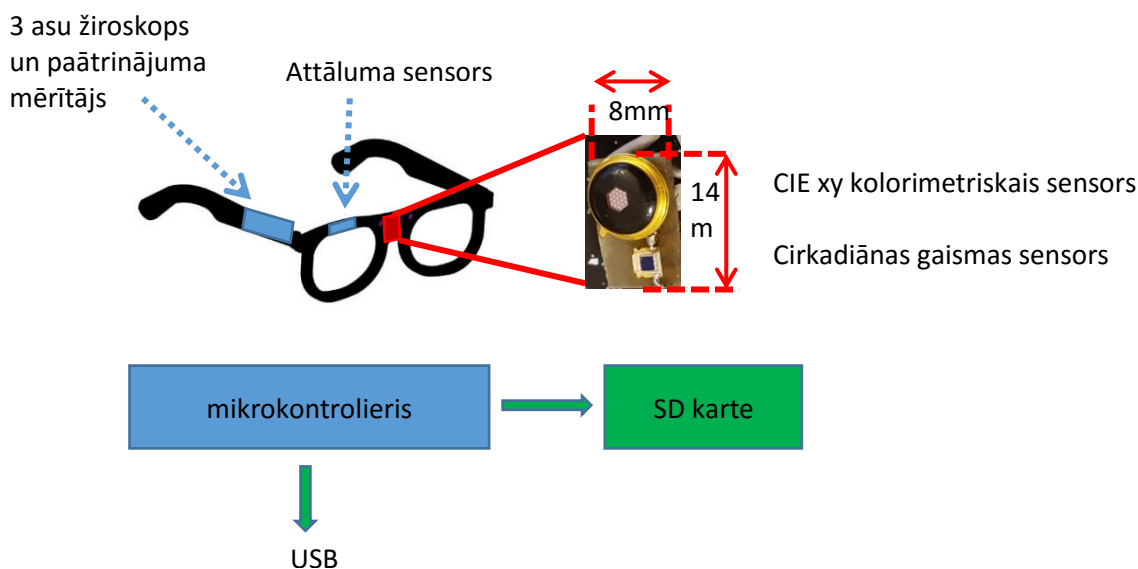 3 asu žiroskops
un paātrinājuma
mērītājs
Attāluma sensors
8mm
14
m
CIE xy kolorimetriskais sensors
Cirkadiānas gaismas sensors
mikrokontrolieris
SD karte
USB